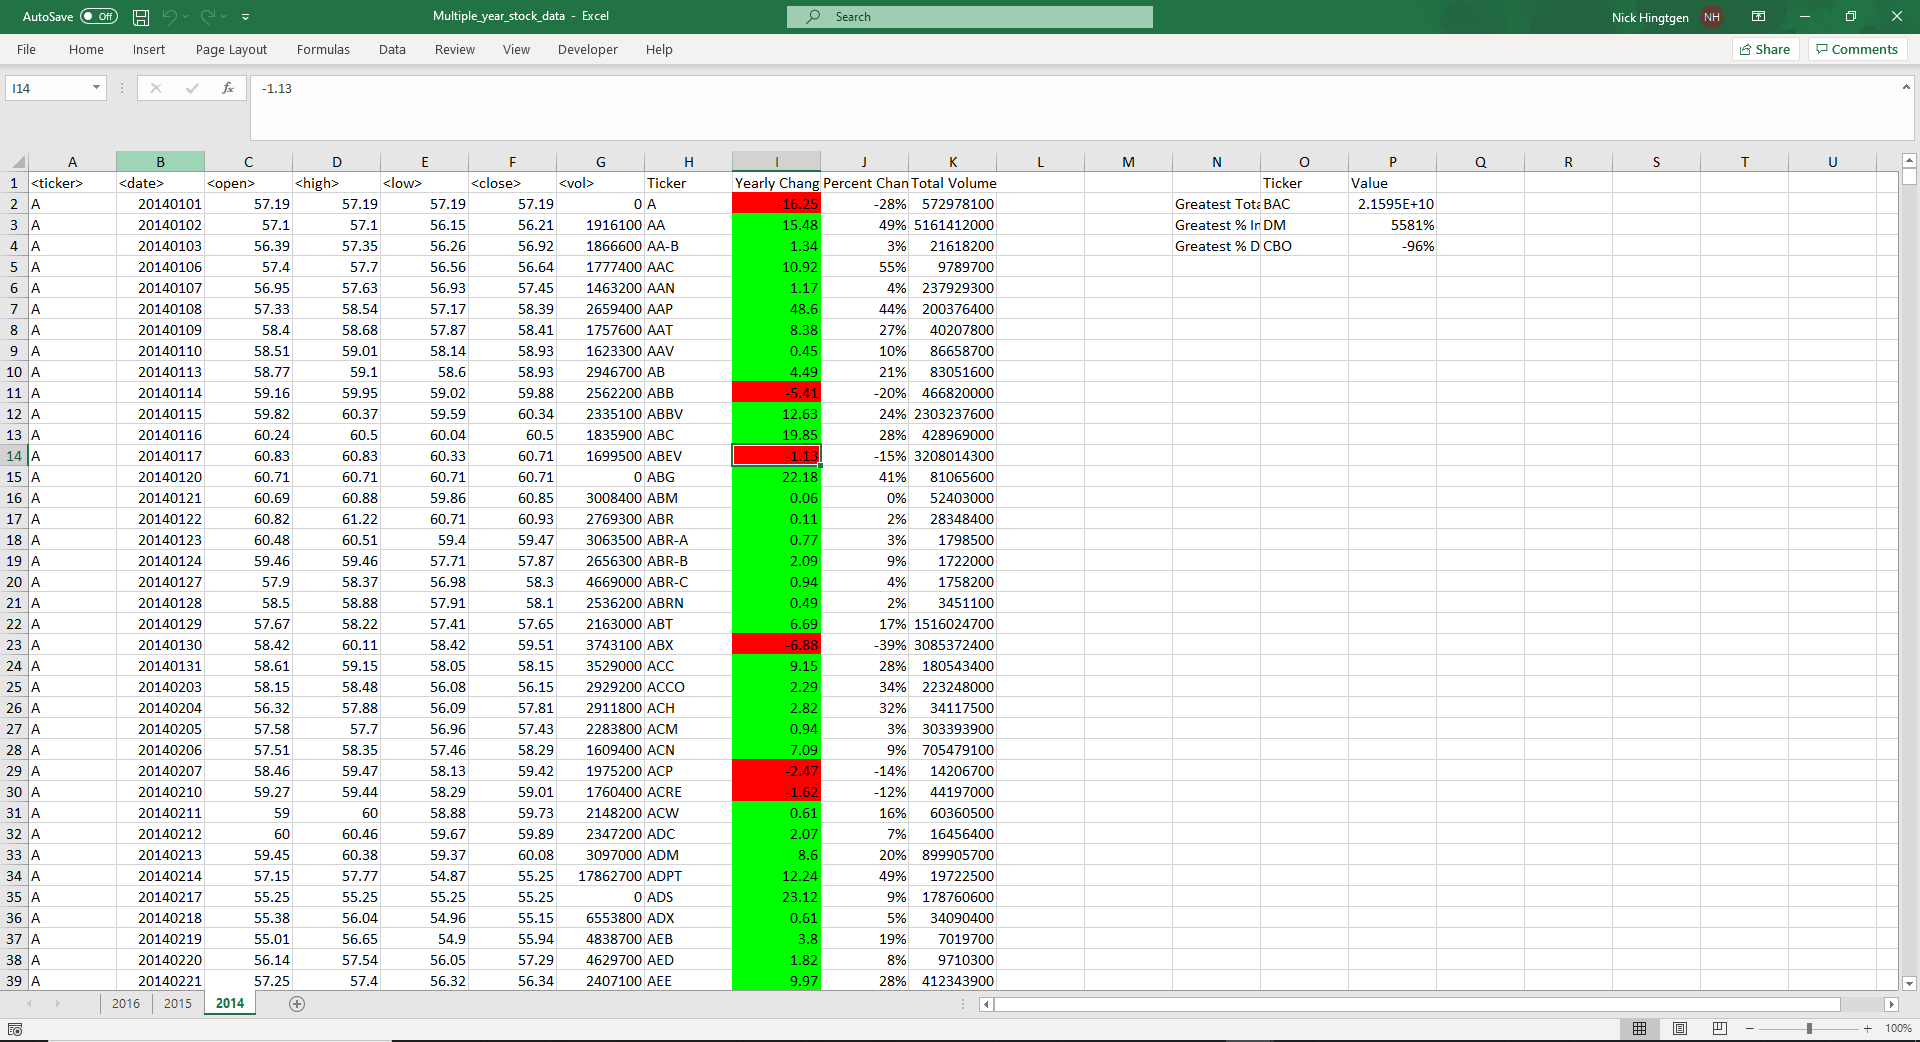 AutoSave Off Multiple_year_stock_data - Excel Search Nick Hingtgen NH
File Home Insert Page Layout Formulas Data Review View Developer Help Share Comments
I14 fx -1.13
A B C D E F G H I J K L M N O P Q R S T U
1 <ticker> <date> <open> <high> <low> <close> <vol> Ticker Yearly Chang Percent Chan Total Volume Ticker Value
2 A 20140101 57.19 57.19 57.19 57.19 0 A -16.25 -28% 572978100 Greatest Tota BAC 2.1595E+10
3 A 20140102 57.1 57.1 56.15 56.21 1916100 AA 15.48 49% 5161412000 Greatest % In DM 5581%
4 A 20140103 56.39 57.35 56.26 56.92 1866600 AA-B 1.34 3% 21618200 Greatest % D CBO -96%
5 A 20140106 57.4 57.7 56.56 56.64 1777400 AAC 10.92 55% 9789700
6 A 20140107 56.95 57.63 56.93 57.45 1463200 AAN 1.17 4% 237929300
7 A 20140108 57.33 58.54 57.17 58.39 2659400 AAP 48.6 44% 200376400
8 A 20140109 58.4 58.68 57.87 58.41 1757600 AAT 8.38 27% 40207800
9 A 20140110 58.51 59.01 58.14 58.93 1623300 AAV 0.45 10% 86658700
10 A 20140113 58.77 59.1 58.6 58.93 2946700 AB 4.49 21% 83051600
11 A 20140114 59.16 59.95 59.02 59.88 2562200 ABB -5.41 -20% 466820000
12 A 20140115 59.82 60.37 59.59 60.34 2335100 ABBV 12.63 24% 2303237600
13 A 20140116 60.24 60.5 60.04 60.5 1835900 ABC 19.85 28% 428969000
14 A 20140117 60.83 60.83 60.33 60.71 1699500 ABEV -1.13 -15% 3208014300
15 A 20140120 60.71 60.71 60.71 60.71 0 ABG 22.18 41% 81065600
16 A 20140121 60.69 60.88 59.86 60.85 3008400 ABM 0.06 0% 52403000
17 A 20140122 60.82 61.22 60.71 60.93 2769300 ABR 0.11 2% 28348400
18 A 20140123 60.48 60.51 59.4 59.47 3063500 ABR-A 0.77 3% 1798500
19 A 20140124 59.46 59.46 57.71 57.87 2656300 ABR-B 2.09 9% 1722000
20 A 20140127 57.9 58.37 56.98 58.3 4669000 ABR-C 0.94 4% 1758200
21 A 20140128 58.5 58.88 57.91 58.1 2536200 ABRN 0.49 2% 3451100
22 A 20140129 57.67 58.22 57.41 57.65 2163000 ABT 6.69 17% 1516024700
23 A 20140130 58.42 60.11 58.42 59.51 3743100 ABX -6.88 -39% 3085372400
24 A 20140131 58.61 59.15 58.05 58.15 3529000 ACC 9.15 28% 180543400
25 A 20140203 58.15 58.48 56.08 56.15 2929200 ACCO 2.29 34% 223248000
26 A 20140204 56.32 57.88 56.09 57.81 2911800 ACH 2.82 32% 34117500
27 A 20140205 57.58 57.7 56.96 57.43 2283800 ACM 0.94 3% 303393900
28 A 20140206 57.51 58.35 57.46 58.29 1609400 ACN 7.09 9% 705479100
29 A 20140207 58.46 59.47 58.13 59.42 1975200 ACP -2.47 -14% 14206700
30 A 20140210 59.27 59.44 58.29 59.01 1760400 ACRE -1.62 -12% 44197000
31 A 20140211 59 60 58.88 59.73 2148200 ACW 0.61 16% 60360500
32 A 20140212 60 60.46 59.67 59.89 2347200 ADC 2.07 7% 16456400
33 A 20140213 59.45 60.38 59.37 60.08 3097000 ADM 8.6 20% 899905700
34 A 20140214 57.15 57.77 54.87 55.25 17862700 ADPT 12.24 49% 19722500
35 A 20140217 55.25 55.25 55.25 55.25 0 ADS 23.12 9% 178760600
36 A 20140218 55.38 56.04 54.96 55.15 6553800 ADX 0.61 5% 34090400
37 A 20140219 55.01 56.65 54.9 55.94 4838700 AEB 3.8 19% 7019700
38 A 20140220 56.14 57.54 56.05 57.29 4629700 AED 1.82 8% 9710300
39 A 20140221 57.25 57.4 56.32 56.34 2407100 AEE 9.97 28% 412343900
2016 2015 2014
100%